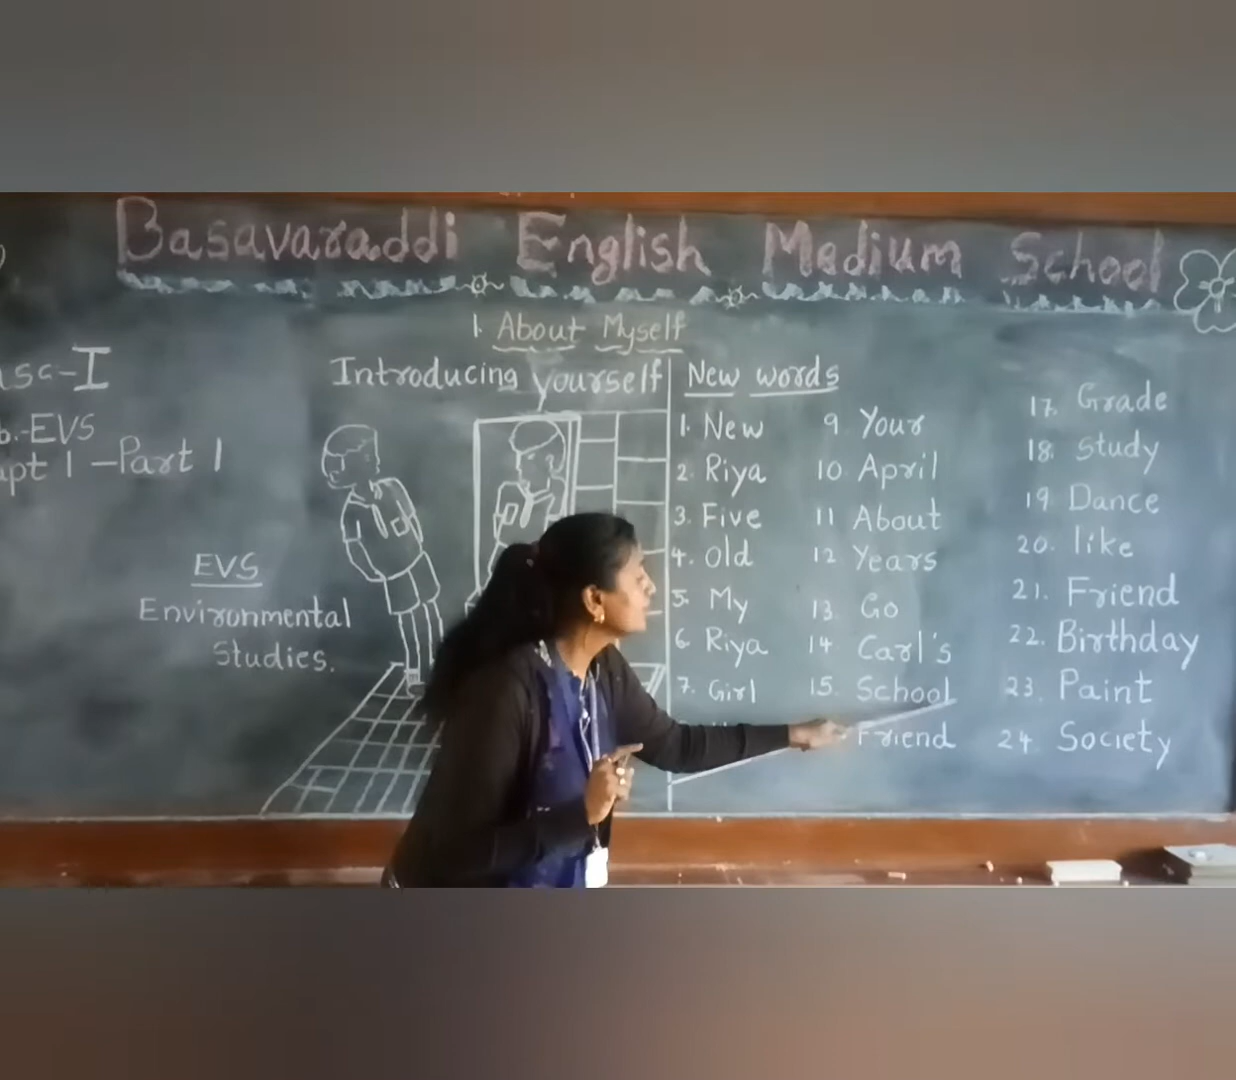 Basavaraddi English Medium School
1. About Myself
Introducing yourself
-I
-EVS
1 -Part 1
EVS
Environmental
Studies.
New words
1. New
2. Riya
3. Five
4. Old
5. My
6. Riya
7. Girl
9 Your
10 April
11 About
12 Years
13. Go
14. Carl's
15. School
Friend
17. Grade
18. Study
19. Dance
20. like
21. Friend
22. Birthday
23. Paint
24 Society